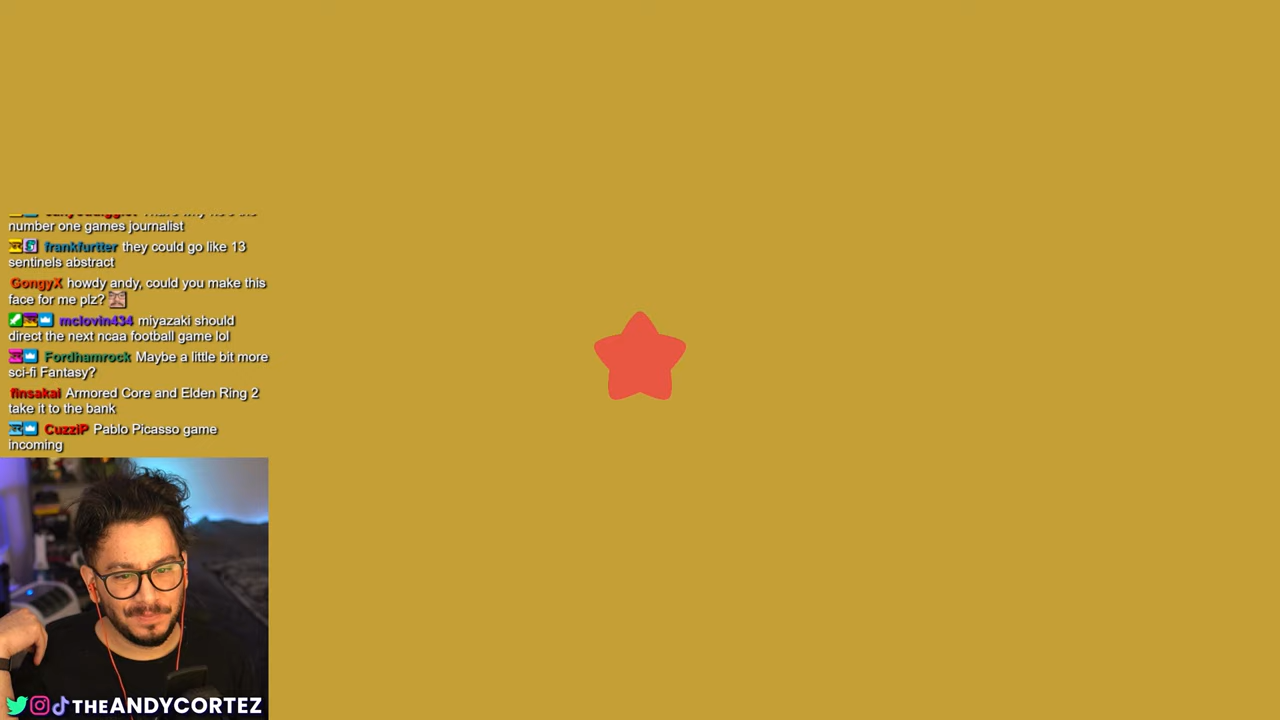 number one games journalist
frankfurtter they could go like 13
sentinels abstract
GongyX howdy andy, could you make this
face for me plz?
mclovin434 miyazaki should
direct the next ncaa football game lol
Fordhamrock Maybe a little bit more
sci-fi Fantasy?
finsakai Armored Core and Elden Ring 2
take it to the bank
CuzziP Pablo Picasso game
incoming
THEANDYCORTEZ